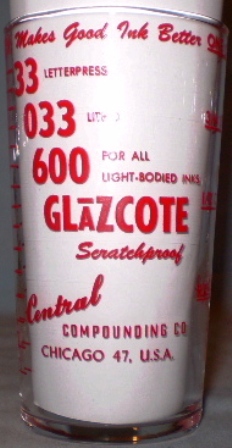 Makes Good Ink Better
33 LETTERPRESS
033
600 FOR ALL
LIGHT-BODIED INKS
GLĀZCOTE
Scratchproof
Central
COMPOUNDING CO
CHICAGO 47, U.S.A.